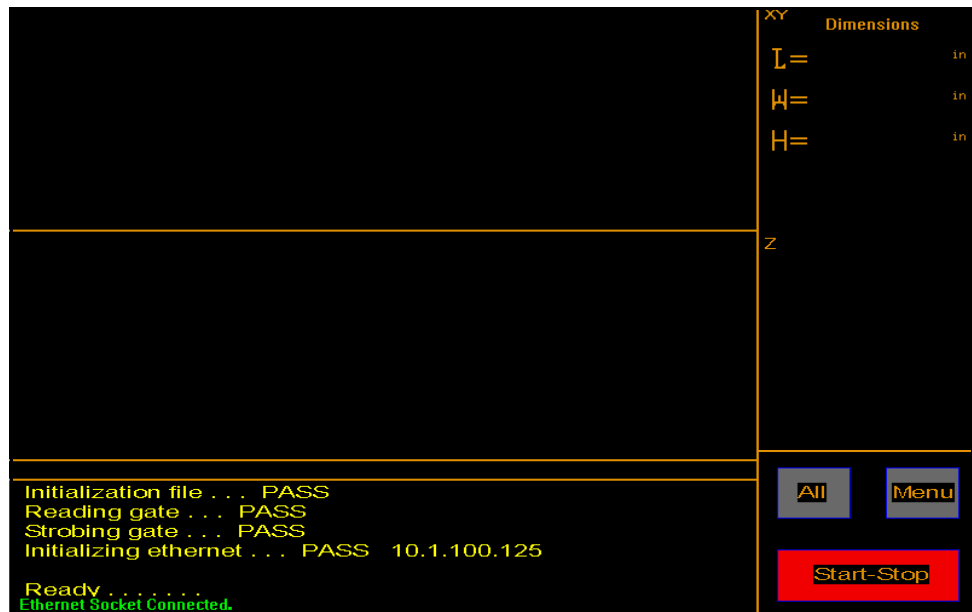 XY
Dimensions
L= in
W= in
H= in
Z
Initialization file . . . PASS
Reading gate . . . PASS
Strobing gate . . . PASS
Initializing ethernet . . . PASS 10.1.100.125
Ready . . . . . . .
Ethernet Socket Connected.
All Menu
Start-Stop